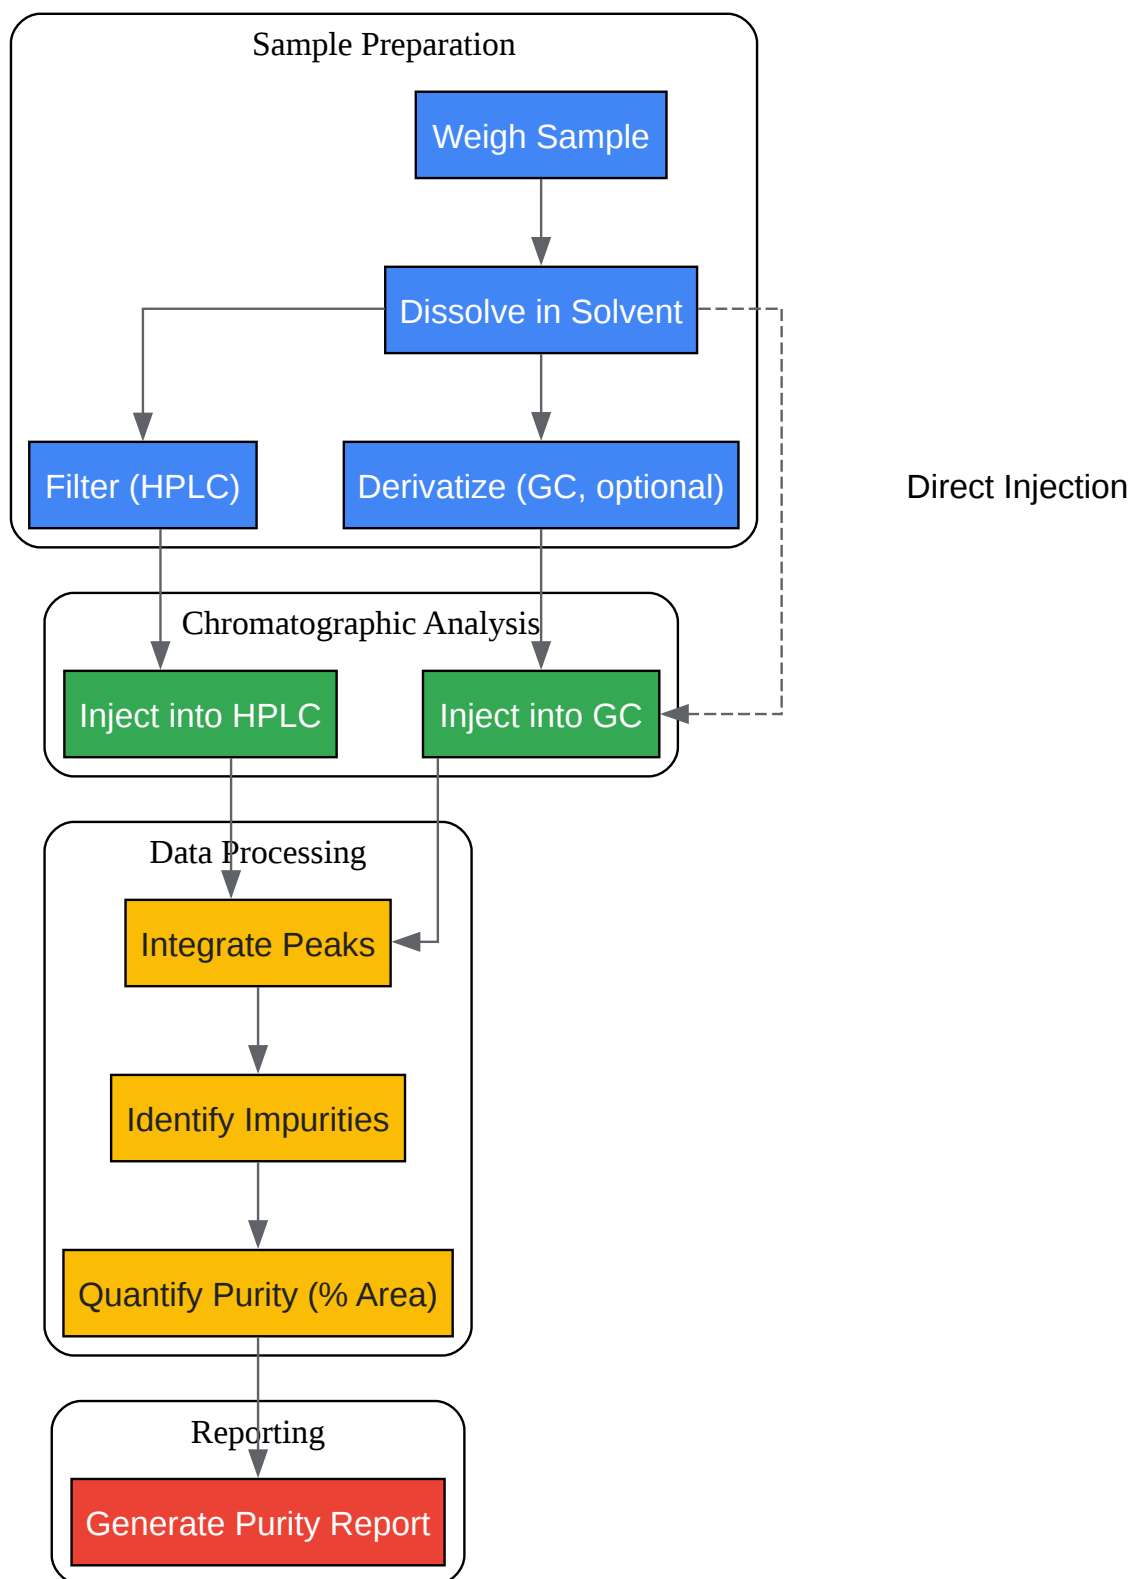 Sample Preparation
Weigh Sample
Dissolve in Solvent
Filter (HPLC)
Derivatize (GC, optional)
Direct Injection
Chromatographic Analysis
Inject into HPLC
Inject into GC
Data Processing
Integrate Peaks
Identify Impurities
Quantify Purity (% Area)
Reporting
Generate Purity Report